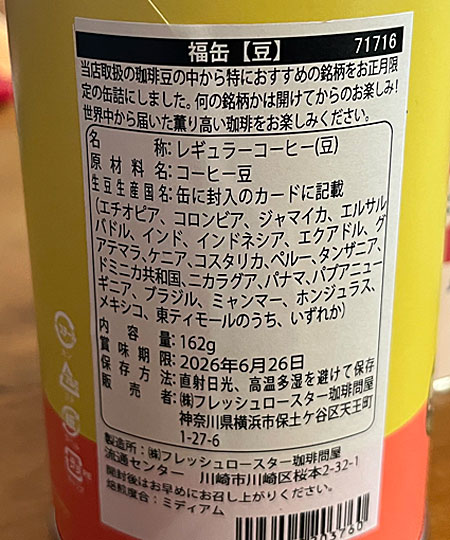 福缶【豆】 71716
当店取扱の珈琲豆の中から特におすすめの銘柄をお正月限
定の缶詰にしました。何の銘柄かは開けてからのお楽しみ!
世界中から届いた薫り高い珈琲をお楽しみください。
名称:レギュラーコーヒー(豆)
原材料名:コーヒー豆
生豆生産国名:缶に封入のカードに記載
(エチオピア、コロンビア、ジャマイカ、エルサル
バドル、インド、インドネシア、エクアドル、グ
アテマラ、ケニア、コスタリカ、ペルー、タンザニア、
ドミニカ共和国、ニカラグア、パナマ、パプアニュー
ギニア、ブラジル、ミャンマー、ホンジュラス、
メキシコ、東ティモールのうち、いずれか)
内容量:162g
賞味期限:2026年6月26日
保存方法:直射日光、高温多湿を避けて保存
販売者:㈱フレッシュロースター珈琲問屋
神奈川県横浜市保土ケ谷区天王町
1-27-6
製造所:㈱フレッシュロースター珈琲問屋
流通センター 川崎市川崎区桜本2-32-1
開封後はお早めにお召し上がりください。
焙煎度合:ミディアム